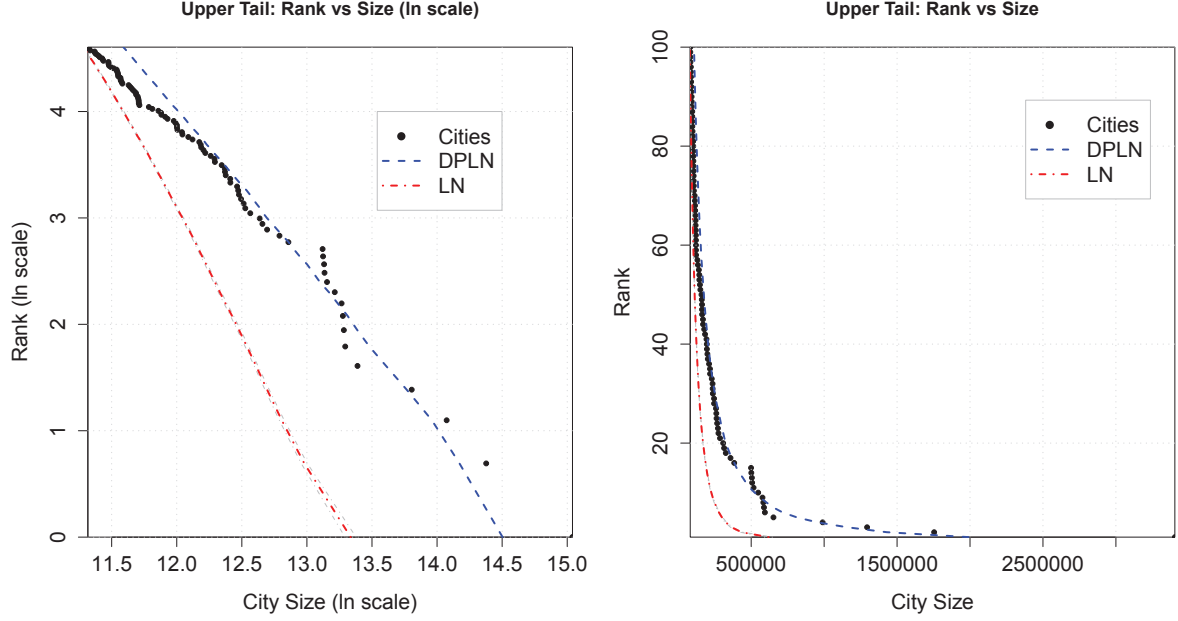 Upper Tail: Rank vs Size (ln scale)
Rank (ln scale)
4
3
2
1
0
Cities
DPLN
LN
11.5 12.0 12.5 13.0 13.5 14.0 14.5 15.0
City Size (ln scale)
Upper Tail: Rank vs Size
Rank
100
80
60
40
20
Cities
DPLN
LN
500000 1500000 2500000
City Size